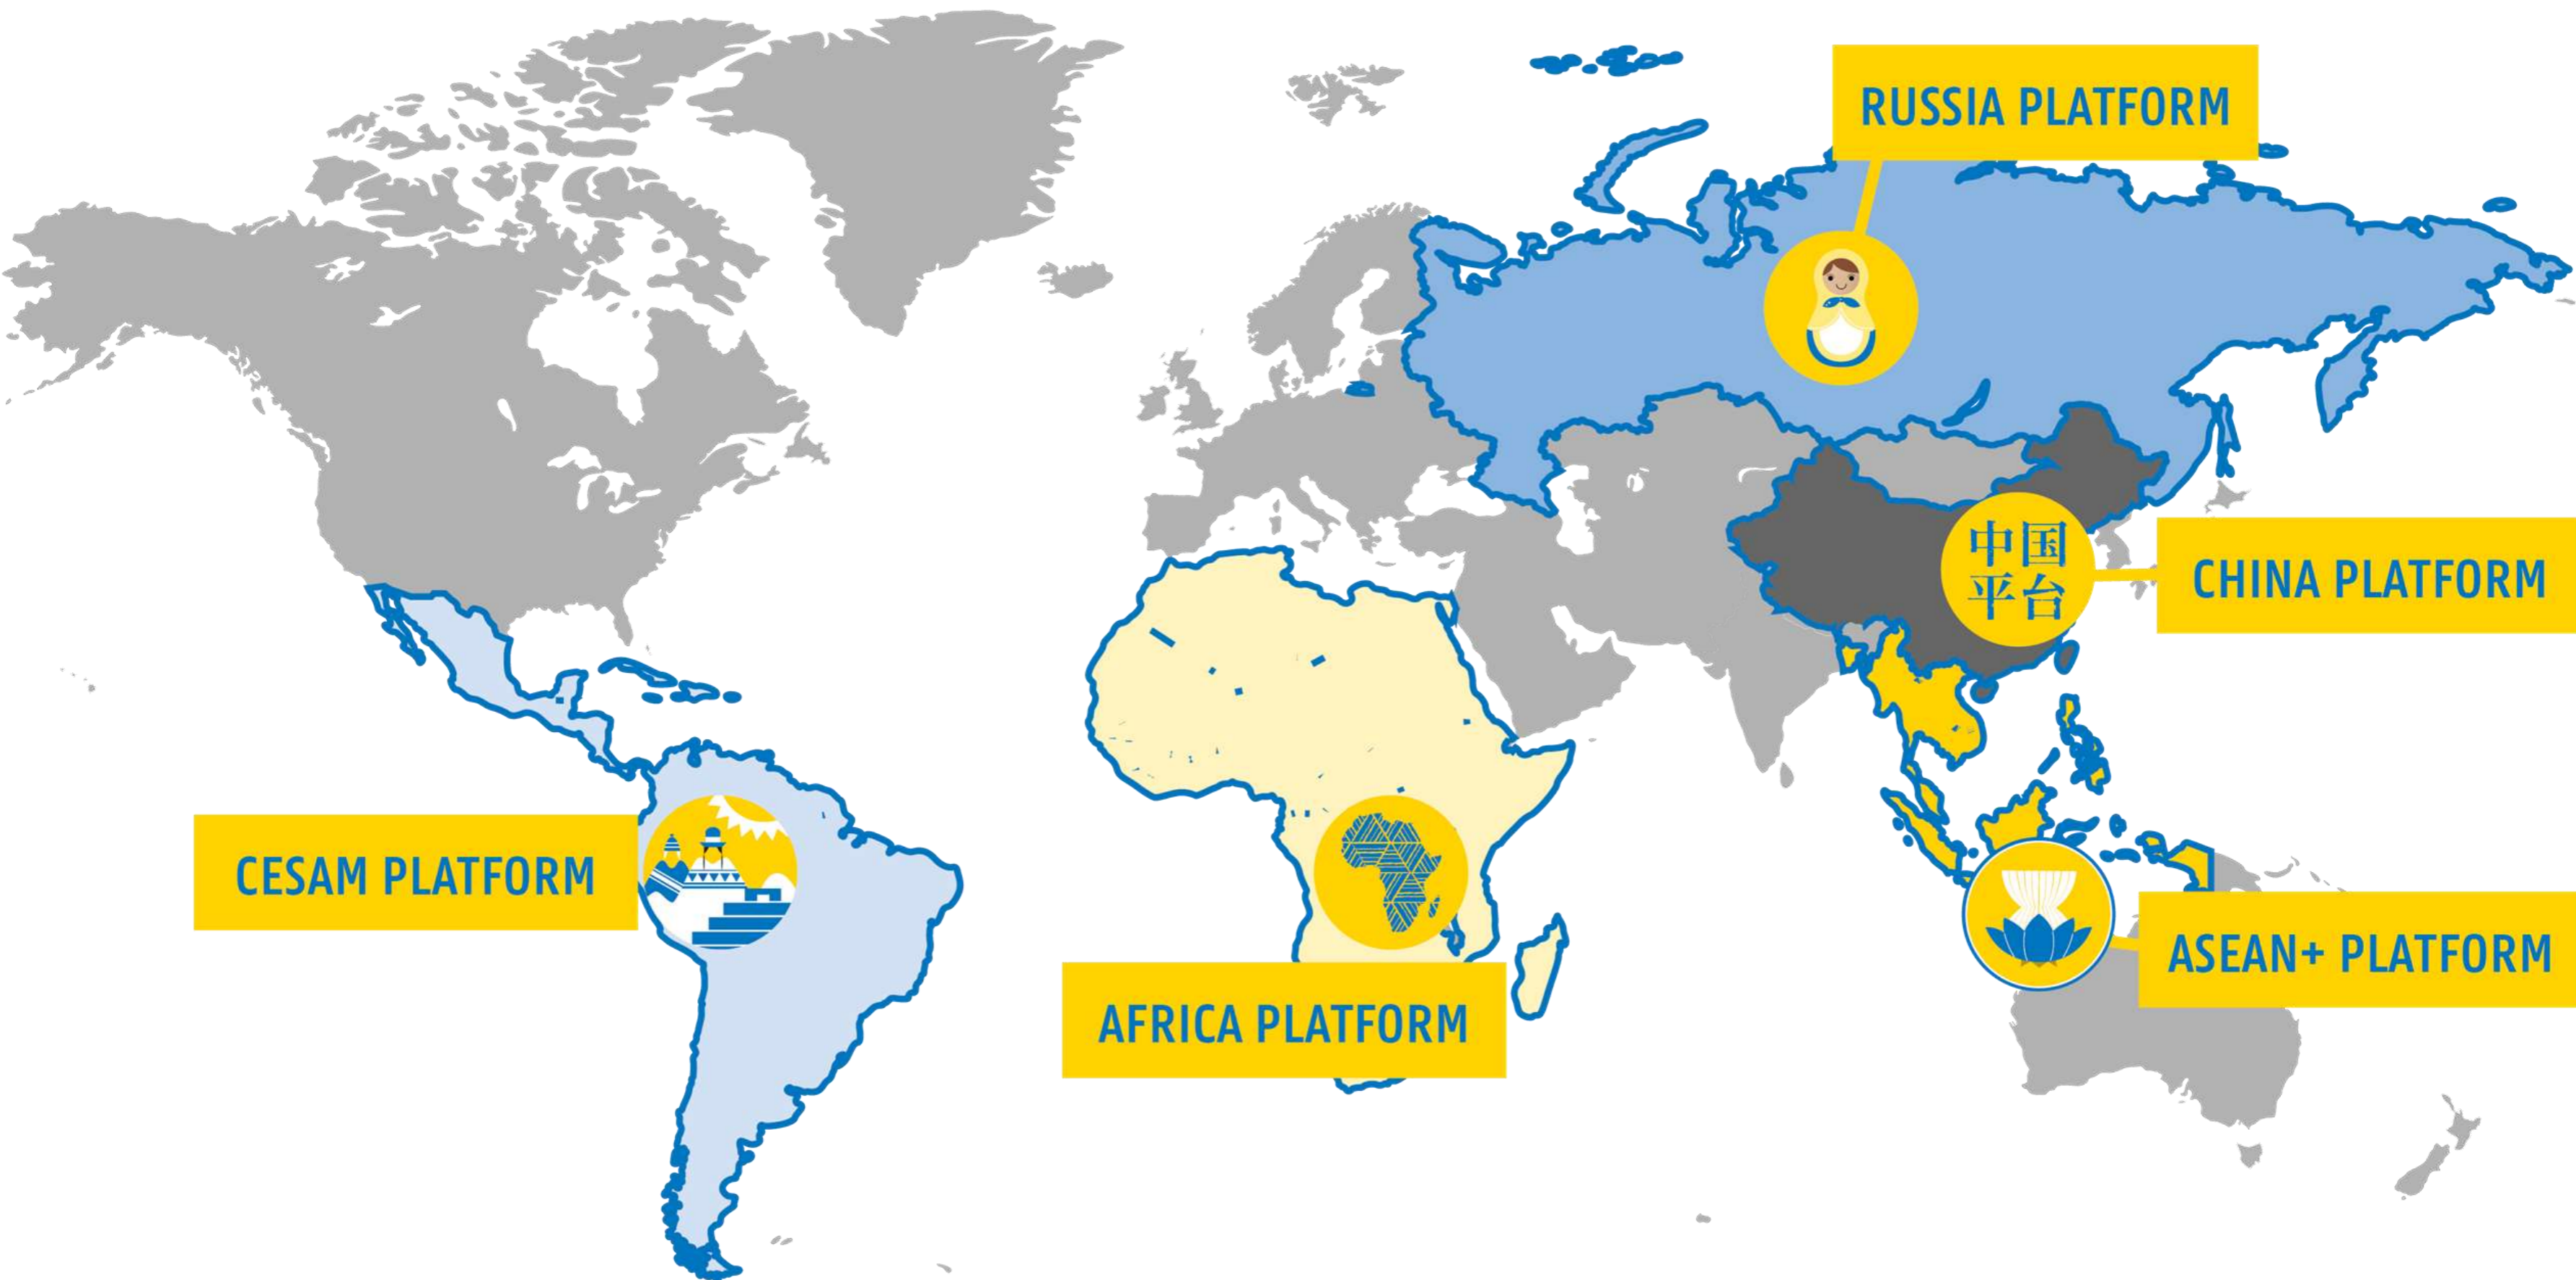 RUSSIA PLATFORM
中国
平台
CHINA PLATFORM
CESAM PLATFORM
ASEAN+ PLATFORM
AFRICA PLATFORM